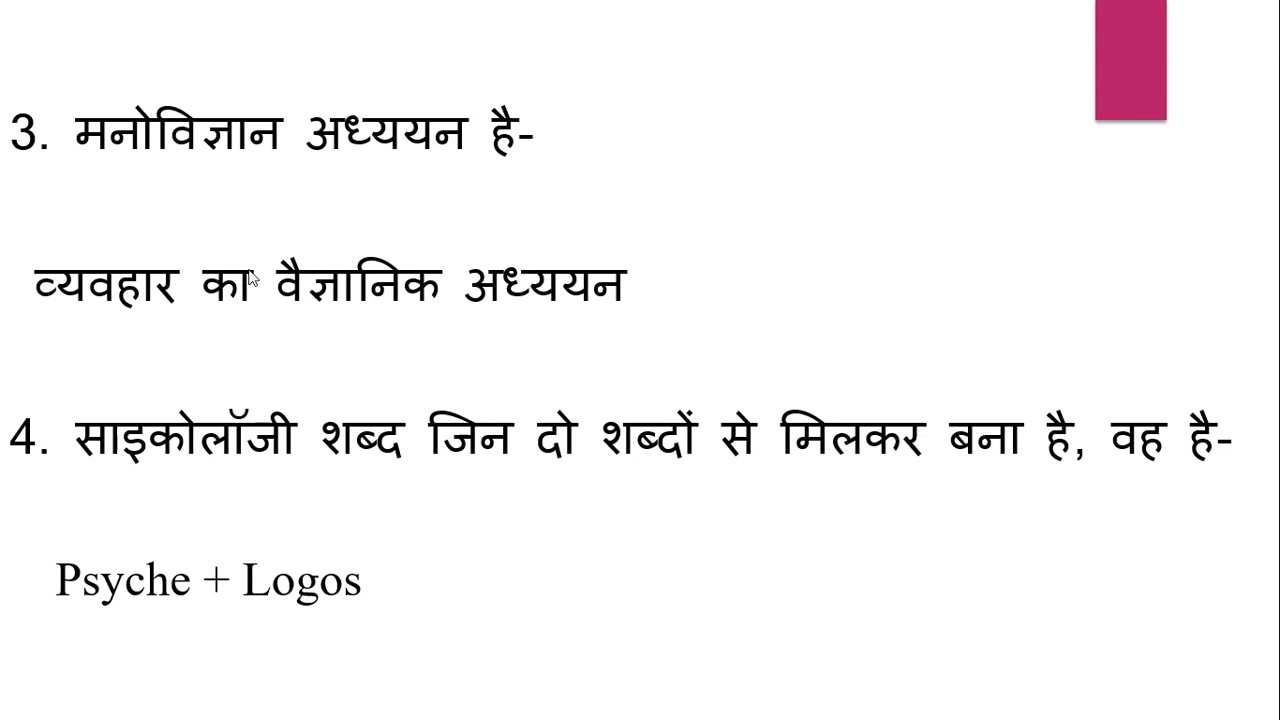 3. मनोविज्ञान अध्ययन है-
व्यवहार का वैज्ञानिक अध्ययन
4. साइकोलॉजी शब्द जिन दो शब्दों से मिलकर बना है, वह है-
Psyche + Logos